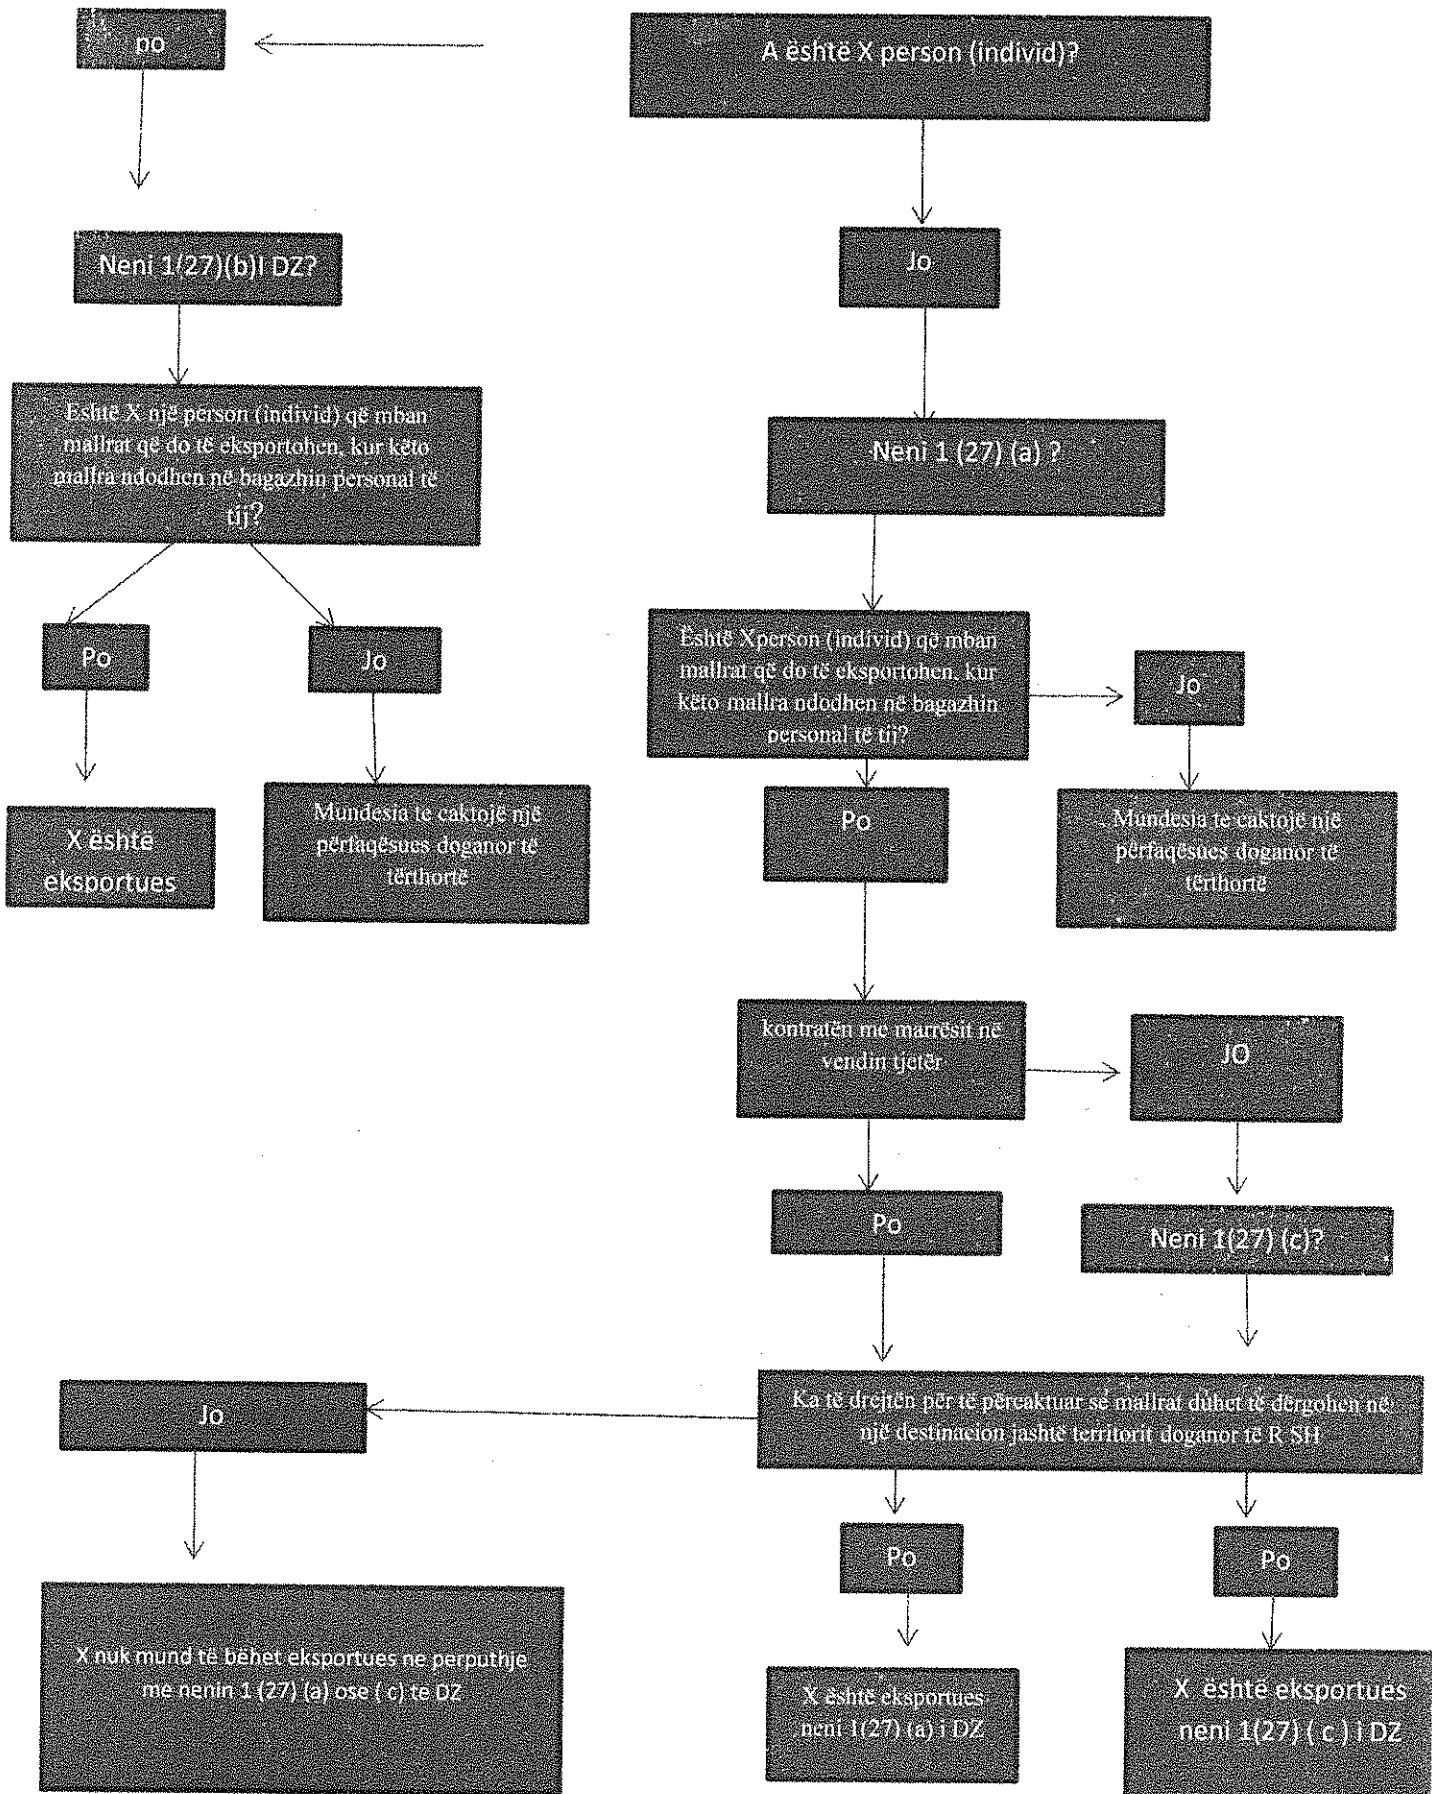 po
A është X person (individ)?
Neni 1(27)(b)I DZ?
Jo
Eshtë X një person (individ) që mban
mallrat që do të eksportohen, kur këto
mallra ndodhen në bagazhin personal të
tij?
Neni 1 (27) (a) ?
Po
Jo
Është Xperson (individ) që mban
mallrat që do të eksportohen, kur
këto mallra ndodhen në bagazhin
personal të tij?
Jo
X është
eksportues
Mundesia te caktojë një
përfaqësues doganor të
tërthortë
Po
Mundesia te caktojë një
përfaqësues doganor të
tërthortë
kontratën me marrësit në
vendin tjetër
JO
Po
Neni 1(27) (c)?
Ka të drejtën për të përcaktuar se mallrat duhet të dërgohen në
një destinacion jashtë territorit doganor të R SH
Jo
Po
Po
X nuk mund të bëhet eksportues ne perputhje
me nenin 1 (27) (a) ose ( c) te DZ
X është eksportues
neni 1(27) (a) i DZ
X është eksportues
neni 1(27) ( c ) i DZ